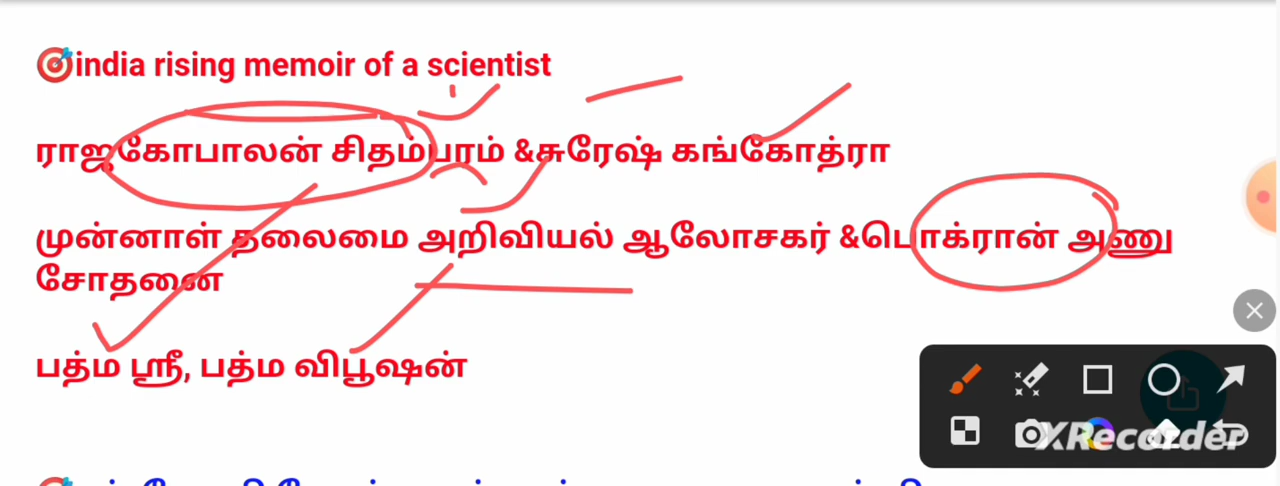 🎯india rising memoir of a scientist
ராஜகோபாலன் சிதம்பரம் &சுரேஷ் கங்கோத்ரா
முன்னாள் தலைமை அறிவியல் ஆலோசகர் &பொக்ரான் அணு
சோதனை
பத்ம ஸ்ரீ, பத்ம விபூஷன்
XRecorder